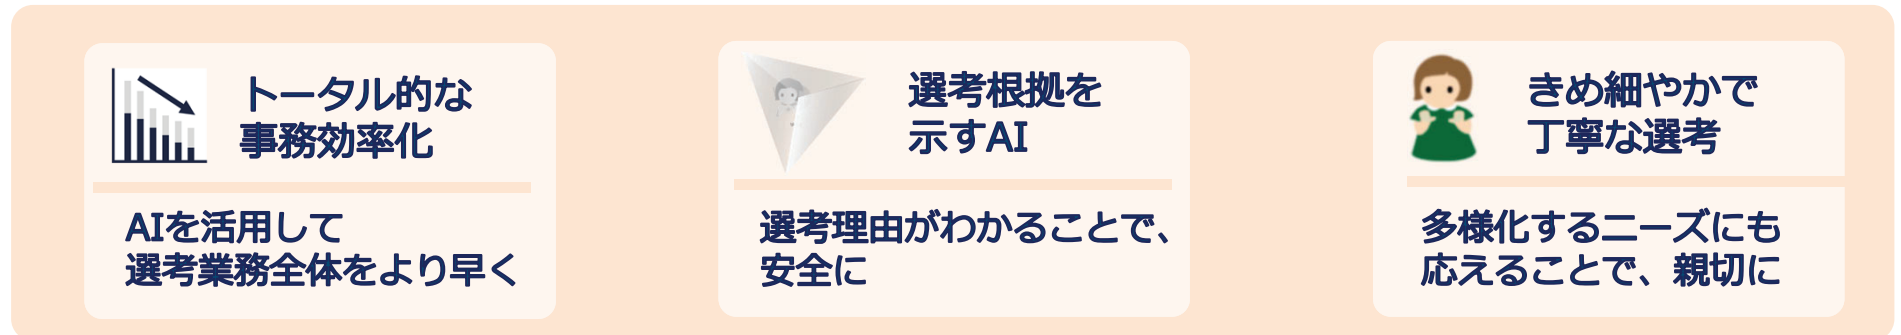 トータル的な
事務効率化
AIを活用して
選考業務全体をより早く
選考根拠を
示すAI
選考理由がわかることで、
安全に
きめ細やかで
丁寧な選考
多様化するニーズにも
応えることで、親切に